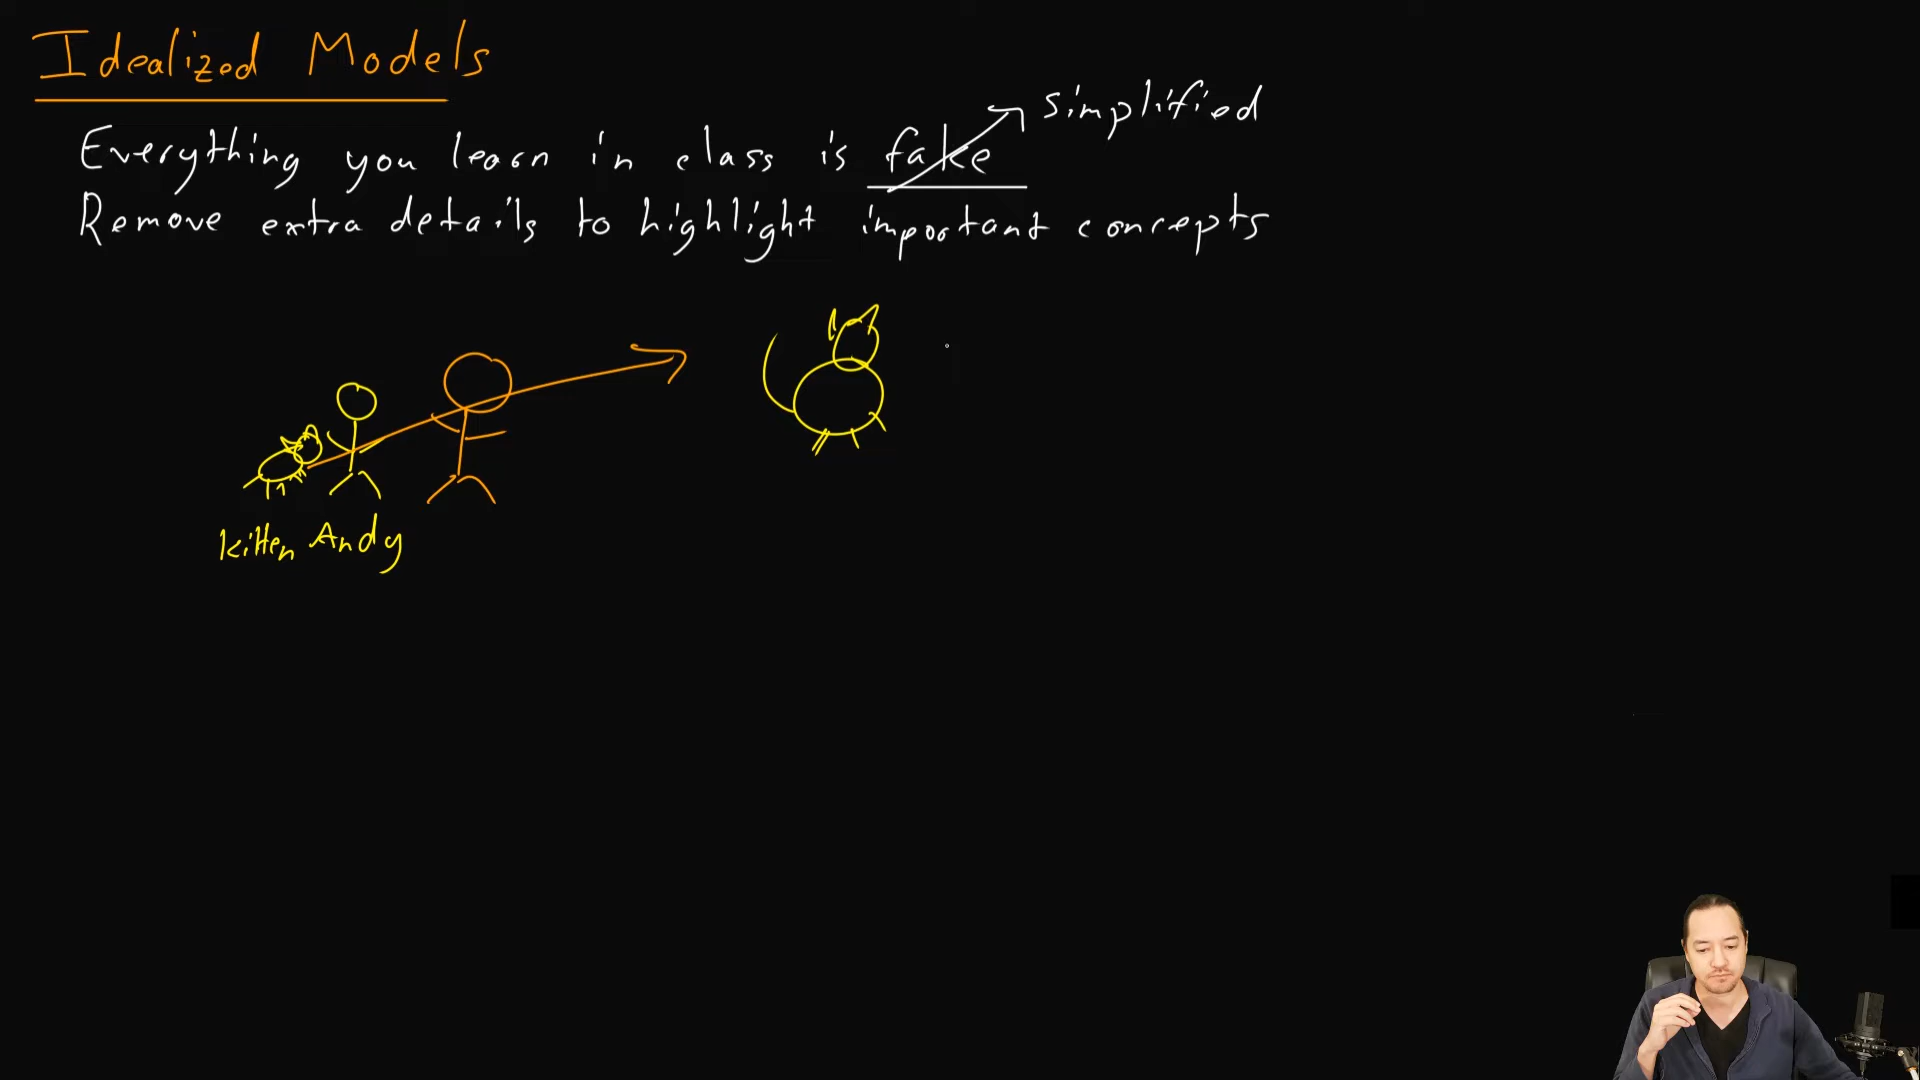 Idealized Models
simplified
Everything you learn in class is fake
Remove extra details to highlight important concepts
kitten Andy